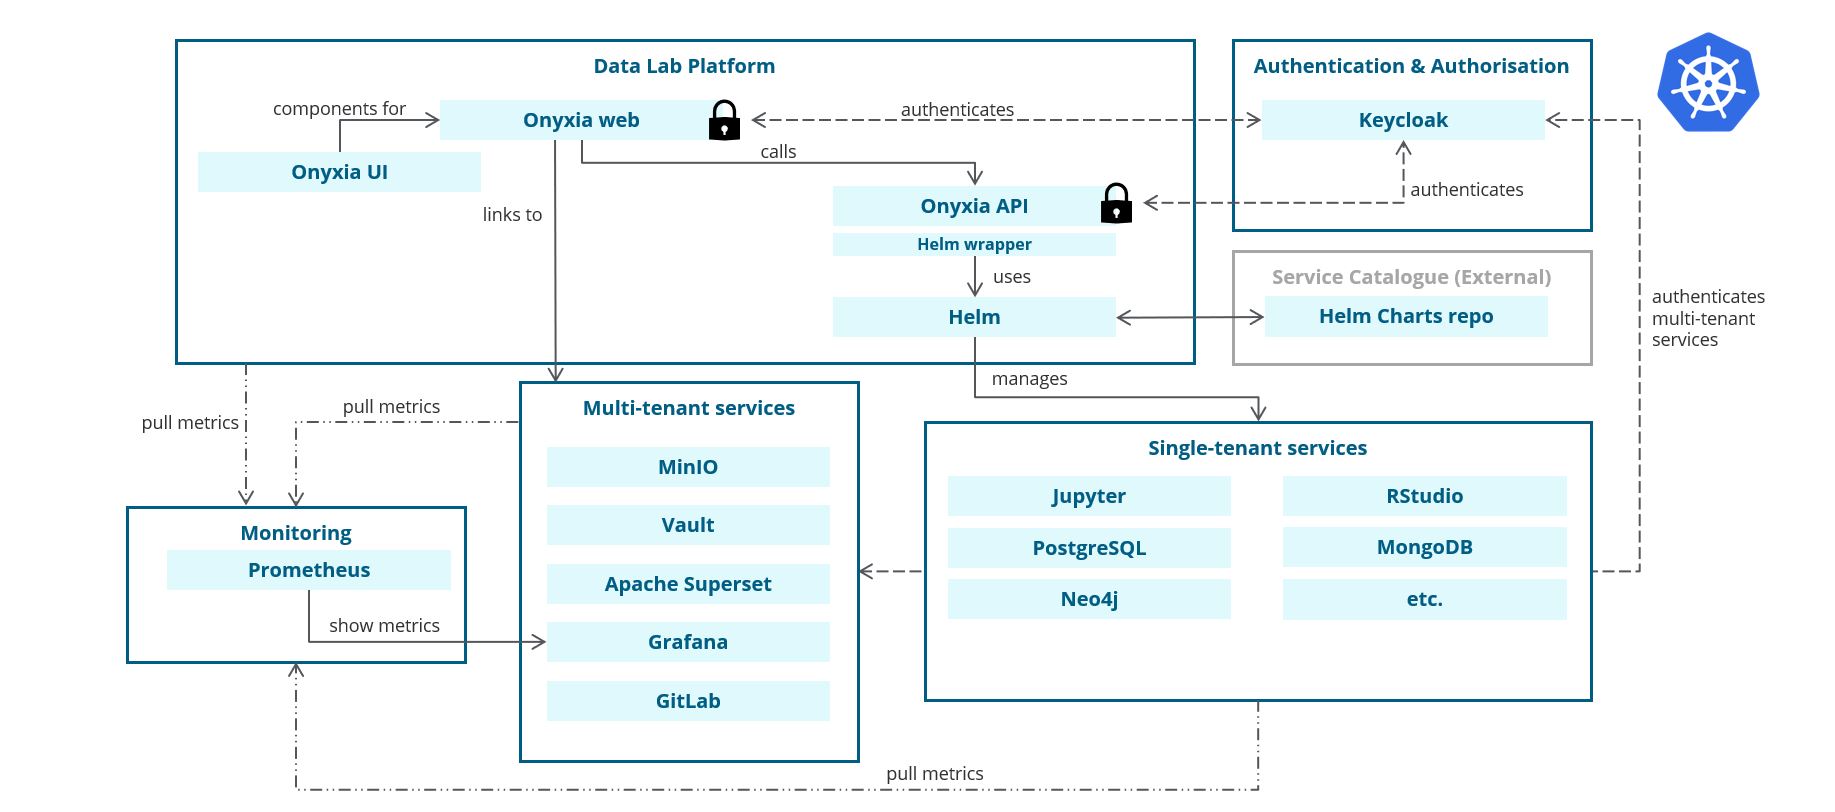 Data Lab Platform
components for
Onyxia web
Onyxia UI
authenticates
calls
links to
Onyxia API
Helm wrapper
uses
Helm
Authentication & Authorisation
Keycloak
authenticates
Service Catalogue (External)
Helm Charts repo
authenticates
multi-tenant
services
manages
pull metrics
pull metrics
Multi-tenant services
MinIO
Vault
Apache Superset
Grafana
GitLab
Single-tenant services
Jupyter
RStudio
PostgreSQL
MongoDB
Neo4j
etc.
Monitoring
Prometheus
show metrics
pull metrics